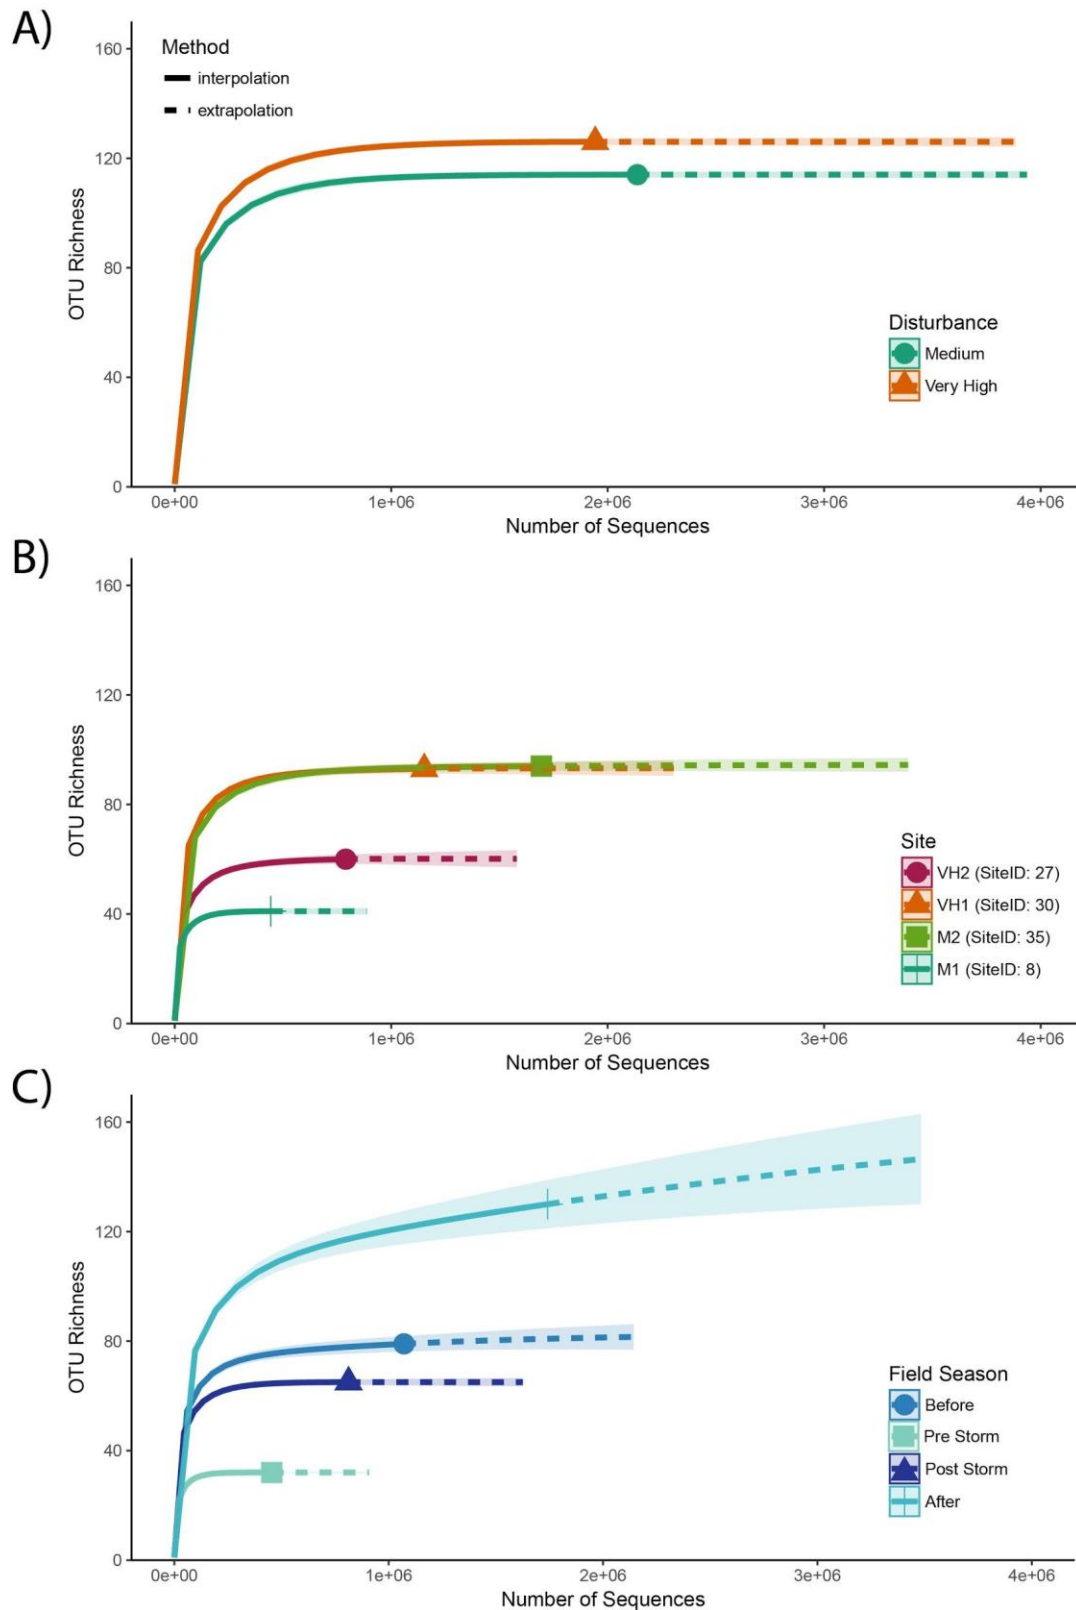 A)
Method
interpolation
extrapolation
160
120
80
40
0
OTU Richness
Disturbance
Medium
Very High
0e+00 1e+06 2e+06 3e+06 4e+06
Number of Sequences
B)
160
120
80
40
0
OTU Richness
Site
VH2 (SiteID: 27)
VH1 (SiteID: 30)
M2 (SiteID: 35)
M1 (SiteID: 8)
0e+00 1e+06 2e+06 3e+06 4e+06
Number of Sequences
C)
160
120
80
40
0
OTU Richness
Field Season
Before
Pre Storm
Post Storm
After
0e+00 1e+06 2e+06 3e+06 4e+06
Number of Sequences